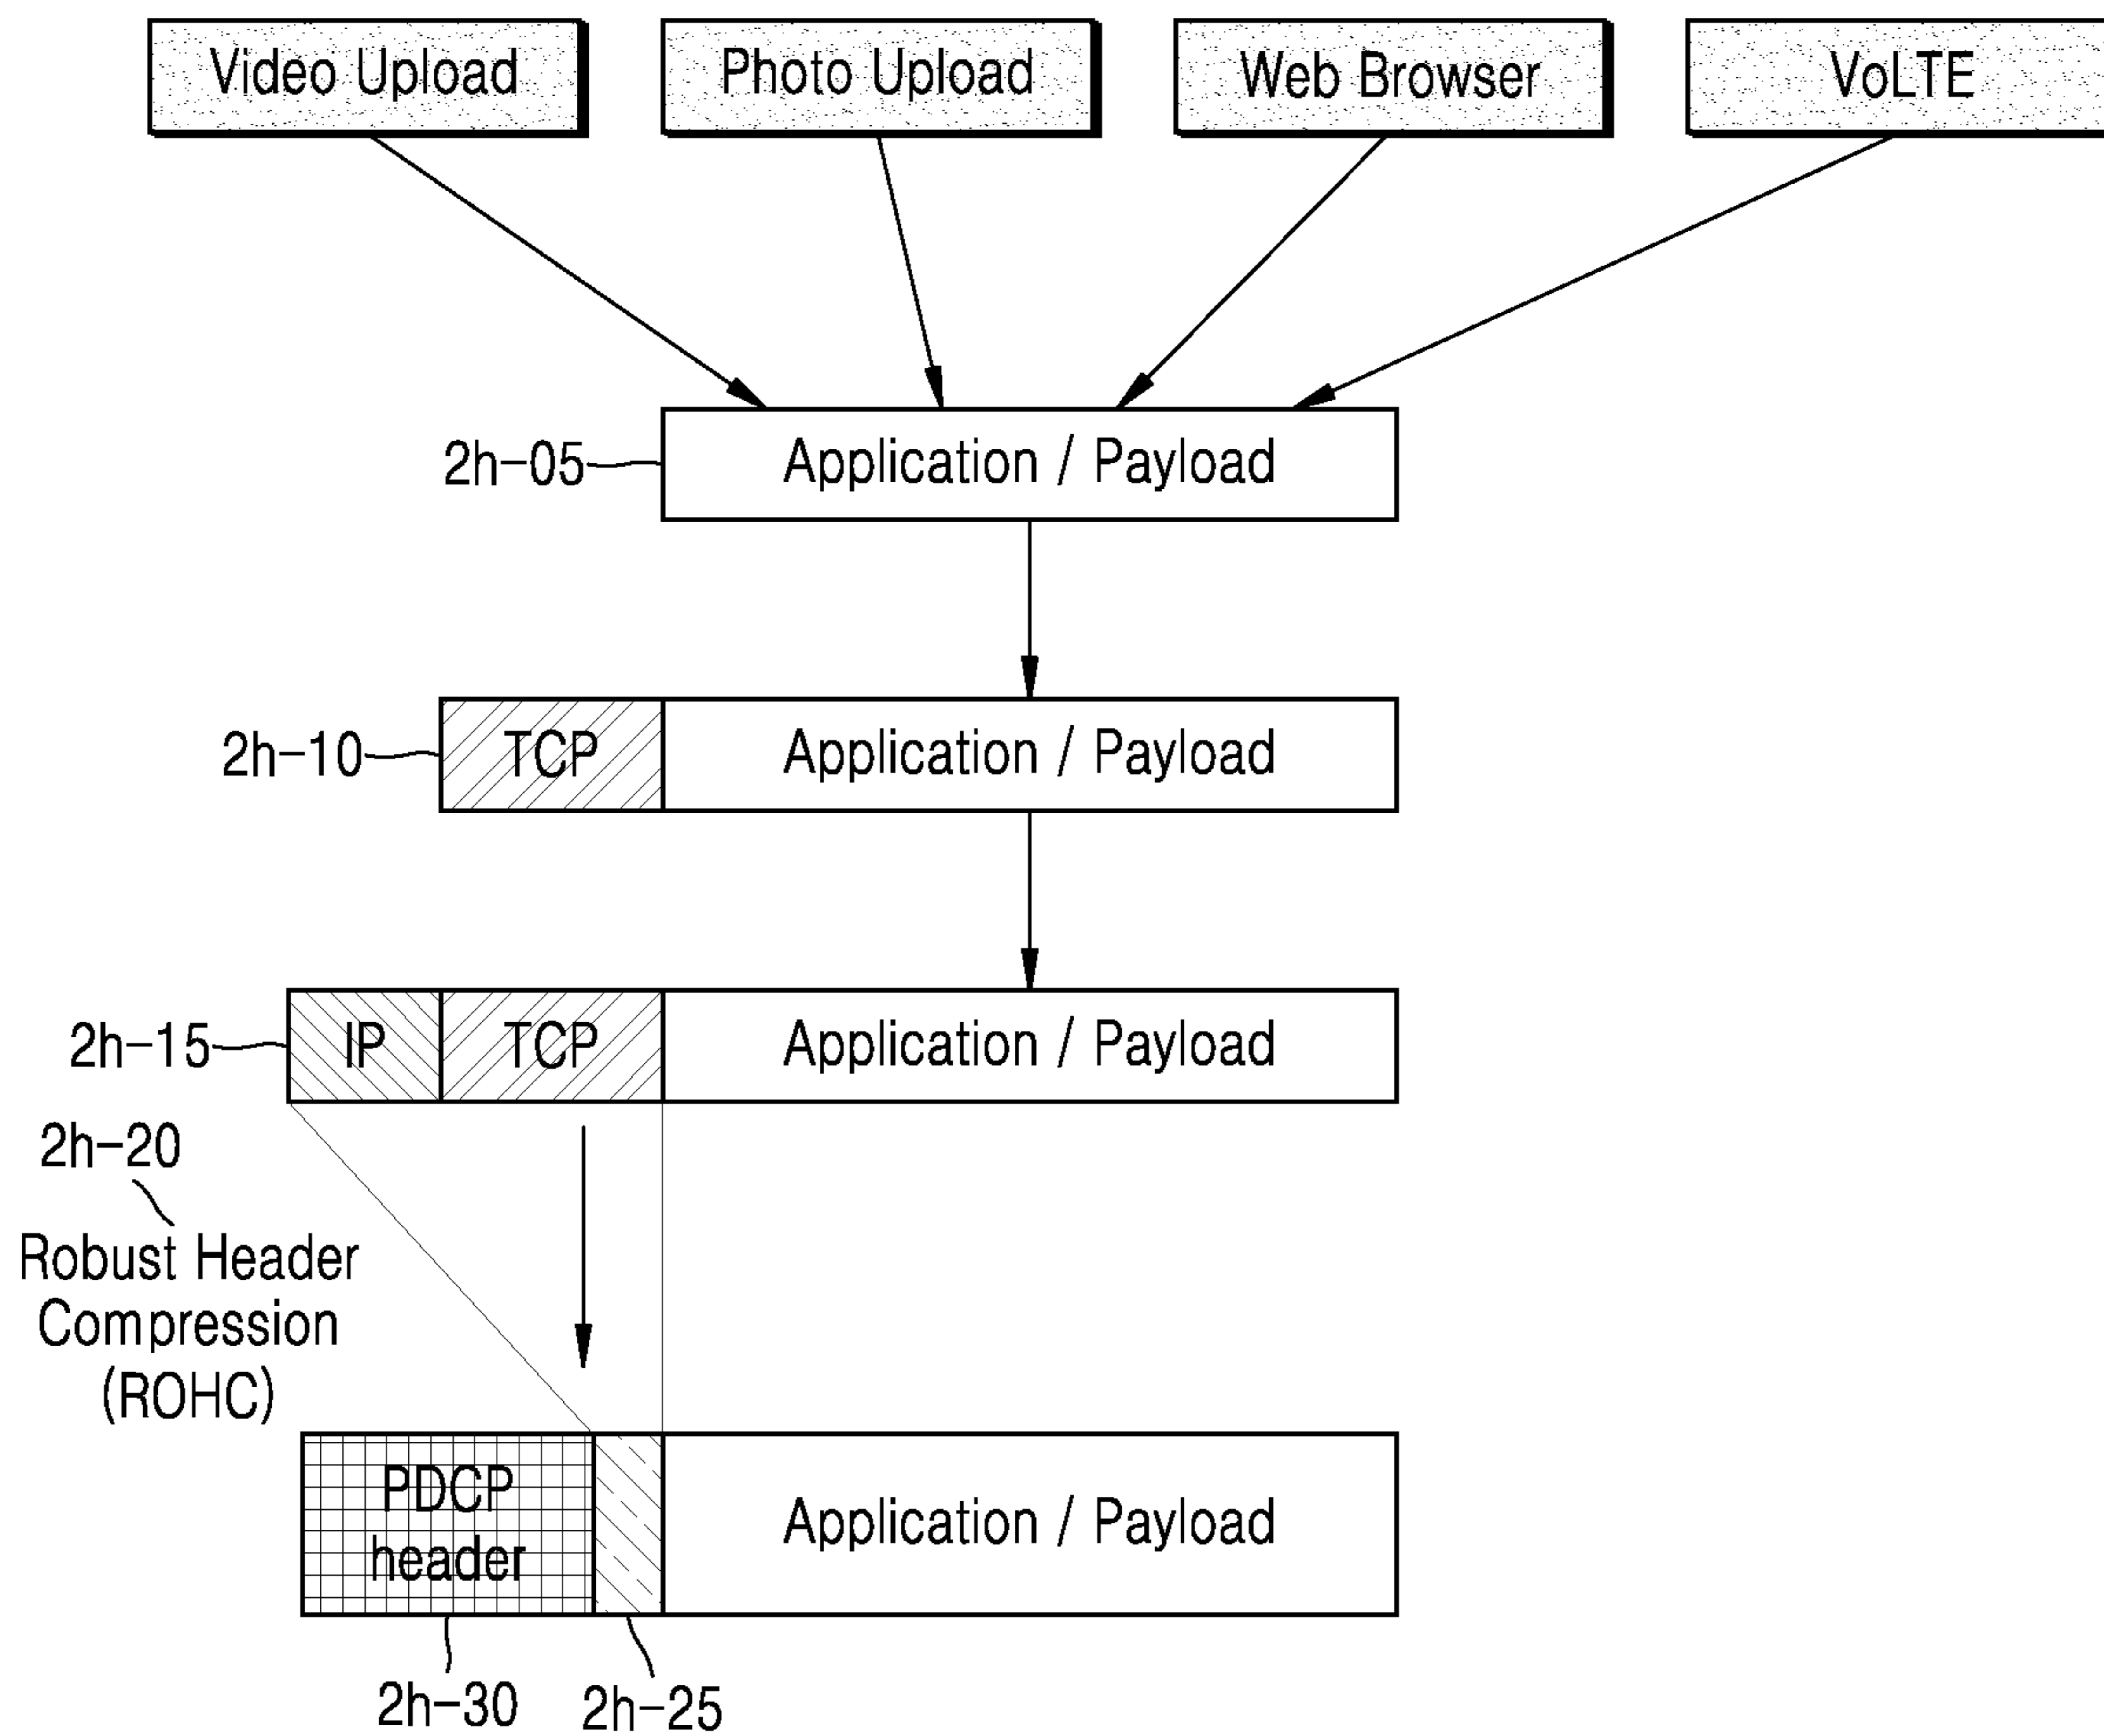 Video Upload
Photo Upload
Web Browser
VoLTE
2h-05
Application / Payload
2h-10
TCP
Application / Payload
2h-15
IP
TCP
Application / Payload
2h-20
Robust Header
Compression
(ROHC)
PDCP
header
Application / Payload
2h-30
2h-25